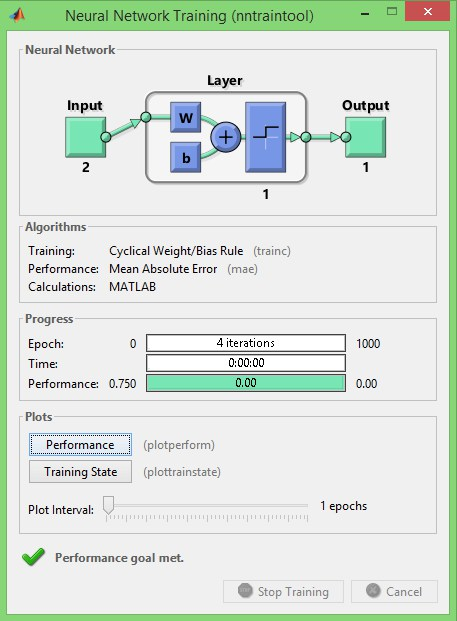 Neural Network Training (nntraintool)
Neural Network
Layer
Input
Output
W
b
+
2
1
1
Algorithms
Training: Cyclical Weight/Bias Rule (trainc)
Performance: Mean Absolute Error (mae)
Calculations: MATLAB
Progress
Epoch: 0 4 iterations 1000
Time: 0:00:00
Performance: 0.750 0.00 0.00
Plots
Performance (plotperform)
Training State (plottrainstate)
Plot Interval: 1 epochs
Performance goal met.
Stop Training Cancel